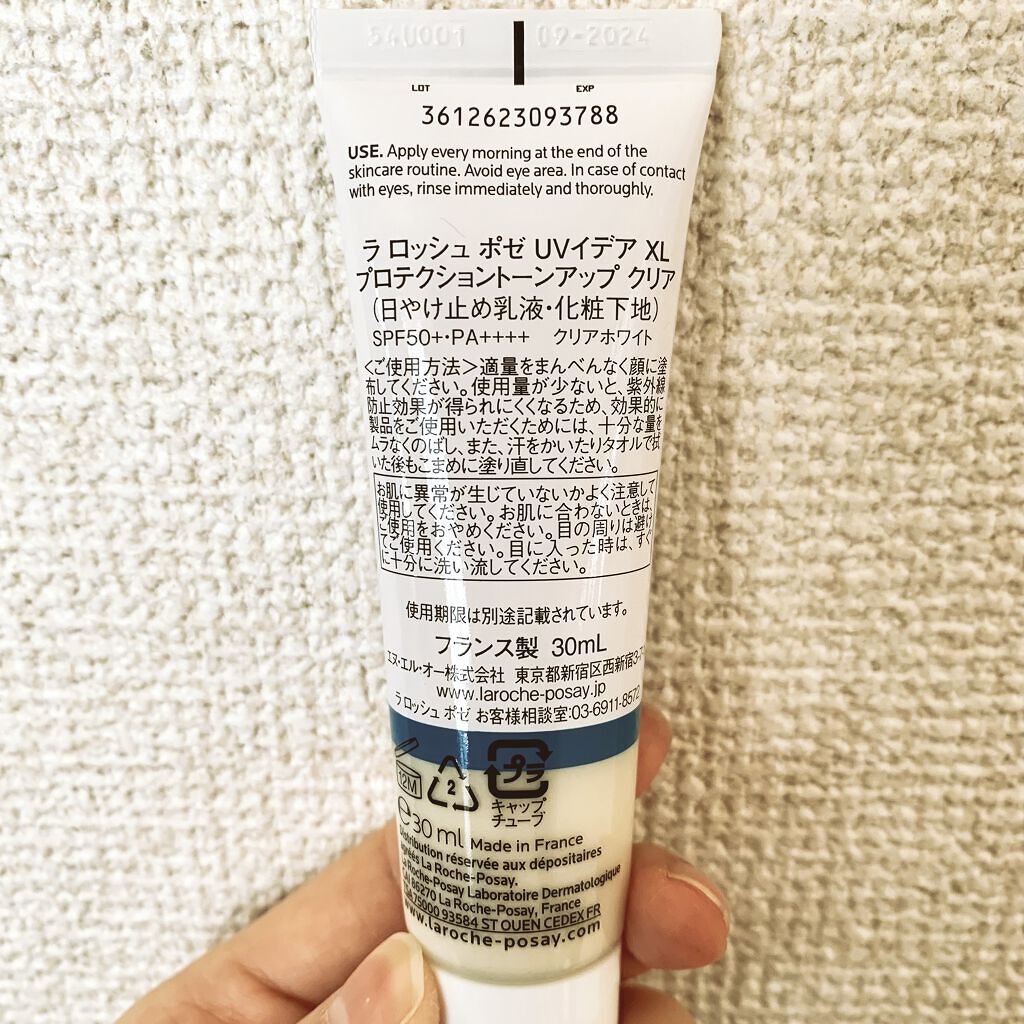 54U001 09-2024
LOT EXP
3612623093788
USE. Apply every morning at the end of the
skincare routine. Avoid eye area. In case of contact
with eyes, rinse immediately and thoroughly.
ラ ロッシュ ポゼ UVイデア XL
プロテクショントーンアップ クリア
(日やけ止め乳液・化粧下地)
SPF50+・PA++++ クリアホワイト
<ご使用方法>適量をまんべんなく顔に塗
布してください。使用量が少ないと、紫外線
防止効果が得られにくくなるため、効果的に
製品をご使用いただくためには、十分な量を
ムラなくのばし、また、汗をかいたりタオルで拭
いた後もこまめに塗り直してください。
お肌に異常が生じていないかよく注意して
使用してください。お肌に合わないときは、
ご使用をおやめください。目の周りは避け
てご使用ください。目に入った時は、すぐ
に十分に洗い流してください。
使用期限は別途記載されています。
フランス製 30mL
エヌ・エル・オー株式会社 東京都新宿区西新宿3-7
www.laroche-posay.jp
ラ ロッシュ ポゼ お客様相談室:03-6911-8572
12M 2 プラ
キャップ
チューブ
℮30 ml Made in France
Distribution réservée aux dépositaires
agréés La Roche-Posay.
La Roche-Posay Laboratoire Dermatologique
CAI 86270 La Roche-Posay, France
75000 93584 ST OUEN CEDEX FR
www.laroche-posay.com